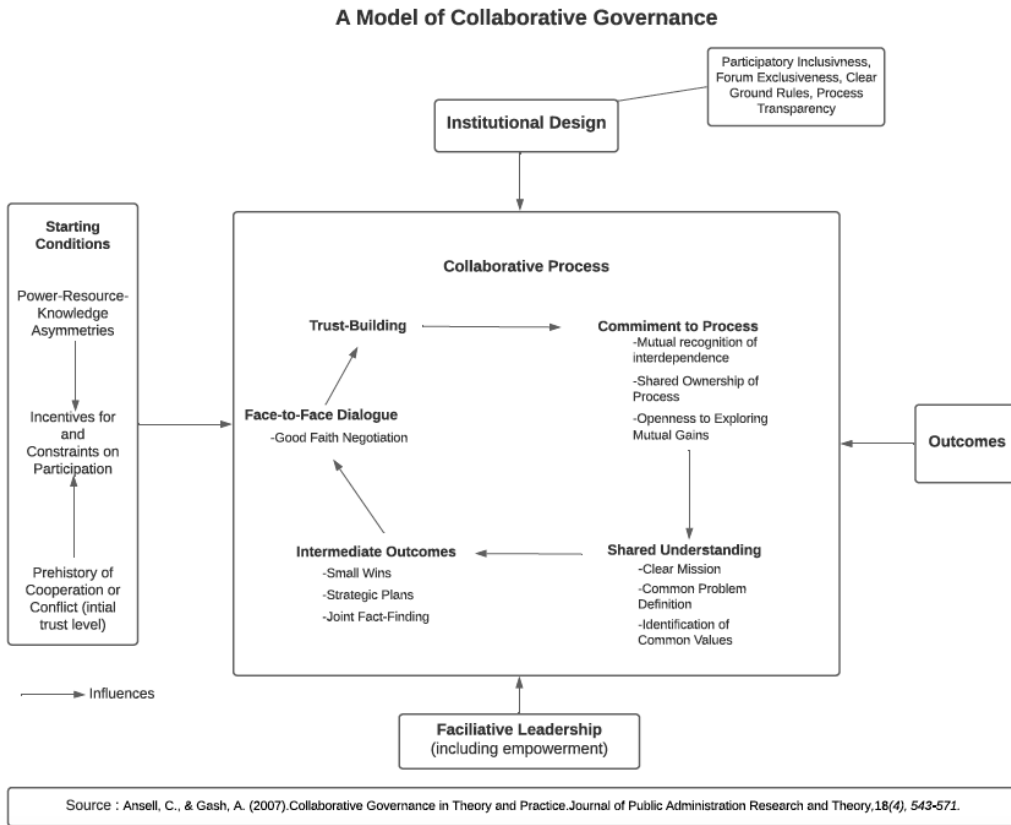 A Model of Collaborative Governance
Participatory Inclusivness,
Forum Exclusiveness, Clear
Ground Rules, Process
Transparency
Institutional Design
Starting
Conditions
Power-Resource-
Knowledge
Asymmetries
Incentives for
and
Constraints on
Participation
Prehistory of
Cooperation or
Conflict (intial
trust level)
Collaborative Process
Trust-Building
Commiment to Process
-Mutual recognition of
interdependence
-Shared Ownership of
Process
-Openness to Exploring
Mutual Gains
Face-to-Face Dialogue
-Good Faith Negotiation
Intermediate Outcomes
-Small Wins
-Strategic Plans
-Joint Fact-Finding
Shared Understanding
-Clear Mission
-Common Problem
Definition
-Identification of
Common Values
Outcomes
Influences
Faciliative Leadership
(including empowerment)
Source : Ansell, C., & Gash, A. (2007).Collaborative Governance in Theory and Practice.Journal of Public Administration Research and Theory,18(4), 543-571.